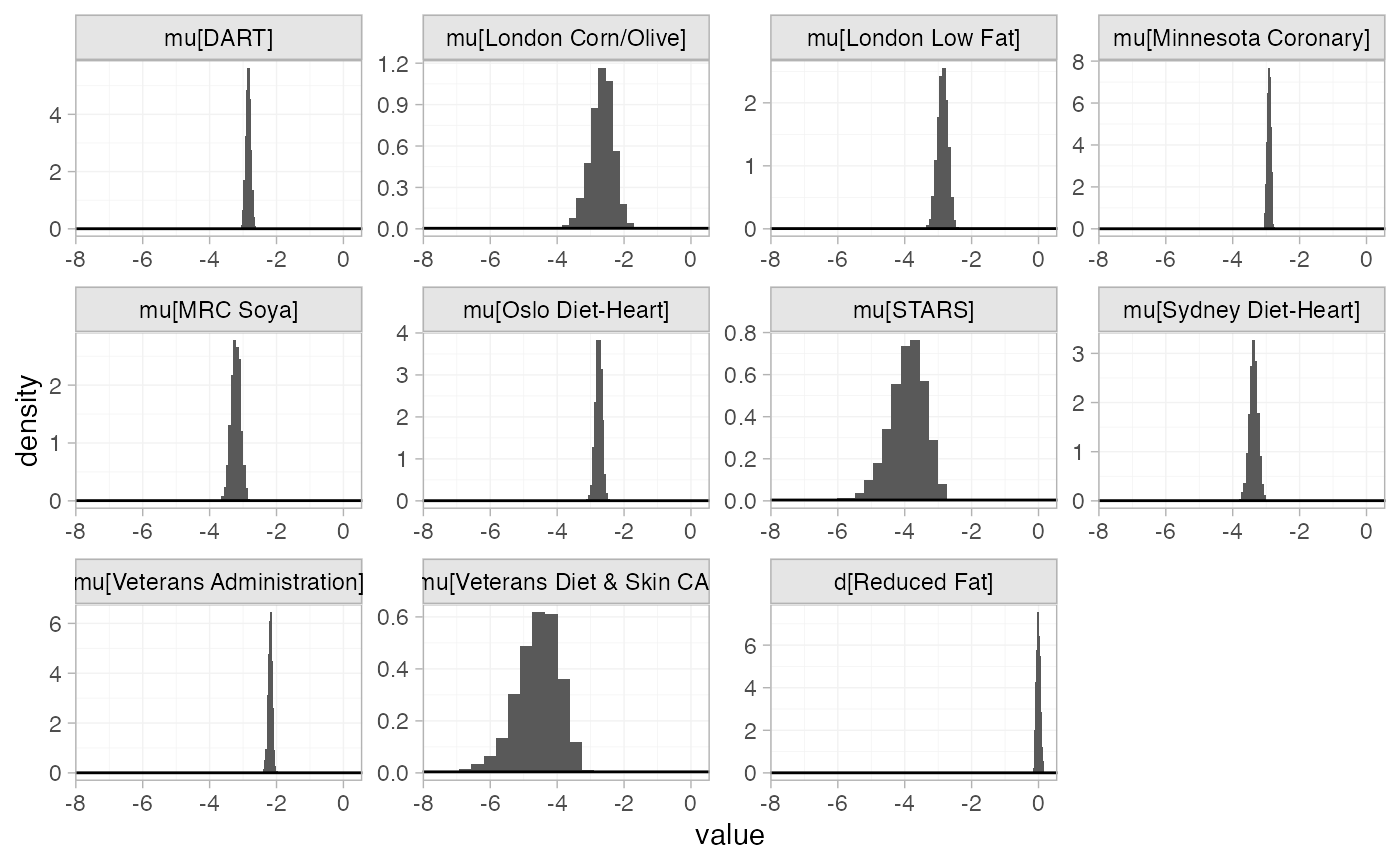 mu[DART]
mu[London Corn/Olive]
mu[London Low Fat]
mu[Minnesota Coronary]
0
2
4
0.0
0.3
0.6
0.9
1.2
0
1
2
0
2
4
6
8
-8 -6 -4 -2 0
-8 -6 -4 -2 0
-8 -6 -4 -2 0
-8 -6 -4 -2 0
mu[MRC Soya]
mu[Oslo Diet-Heart]
mu[STARS]
mu[Sydney Diet-Heart]
0
1
2
0
1
2
3
4
0.0
0.2
0.4
0.6
0.8
0
1
2
3
-8 -6 -4 -2 0
-8 -6 -4 -2 0
-8 -6 -4 -2 0
-8 -6 -4 -2 0
mu[Veterans Administration]
mu[Veterans Diet & Skin CA
d[Reduced Fat]
0
2
4
6
0.0
0.2
0.4
0.6
0
2
4
6
-8 -6 -4 -2 0
-8 -6 -4 -2 0
-8 -6 -4 -2 0
density
value